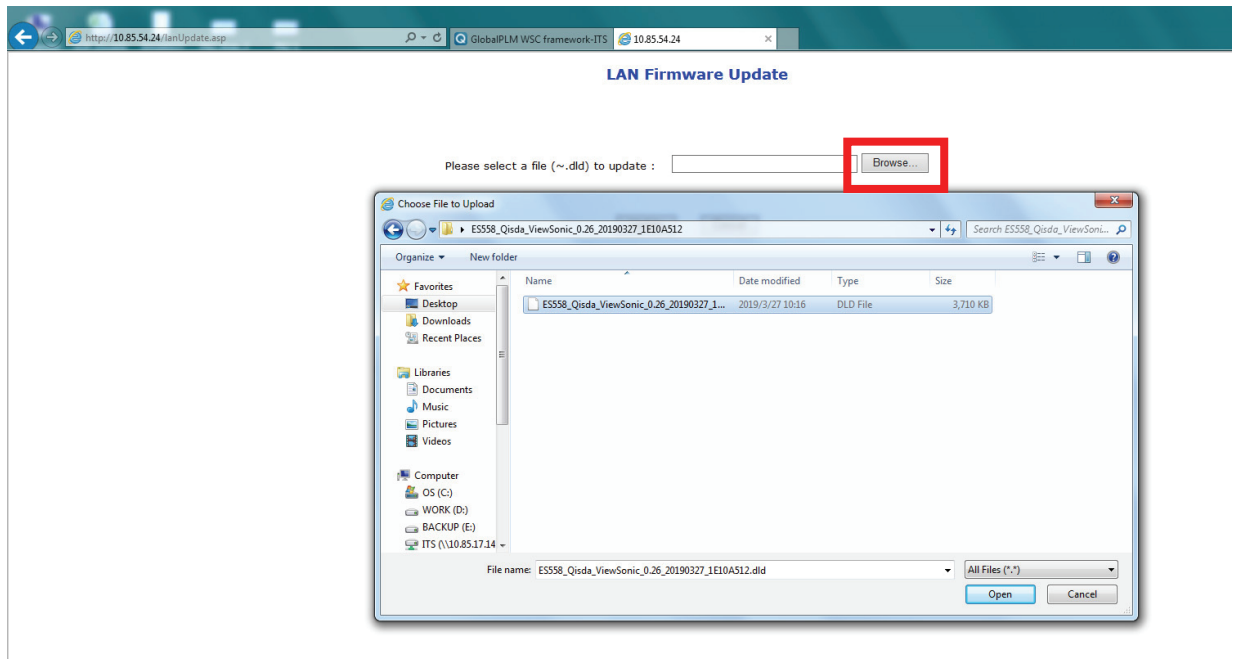 http://10.85.54.24/lanUpdate.asp
GlobalPLM WSC framework-ITS
10.85.54.24
LAN Firmware Update
Please select a file (~.dld) to update :
Browse...
Choose File to Upload
ES558_Qisda_ViewSonic_0.26_20190327_1E10A512
Search ES558_Qisda_ViewSoni...
Organize New folder
Name Date modified Type Size
ES558_Qisda_ViewSonic_0.26_20190327_1... 2019/3/27 10:16 DLD File 3,710 KB
Favorites
Desktop
Downloads
Recent Places
Libraries
Documents
Music
Pictures
Videos
Computer
OS (C:)
WORK (D:)
BACKUP (E:)
ITS (\\10.85.17.14
File name: ES558_Qisda_ViewSonic_0.26_20190327_1E10A512.dld
All Files (*.*)
Open Cancel